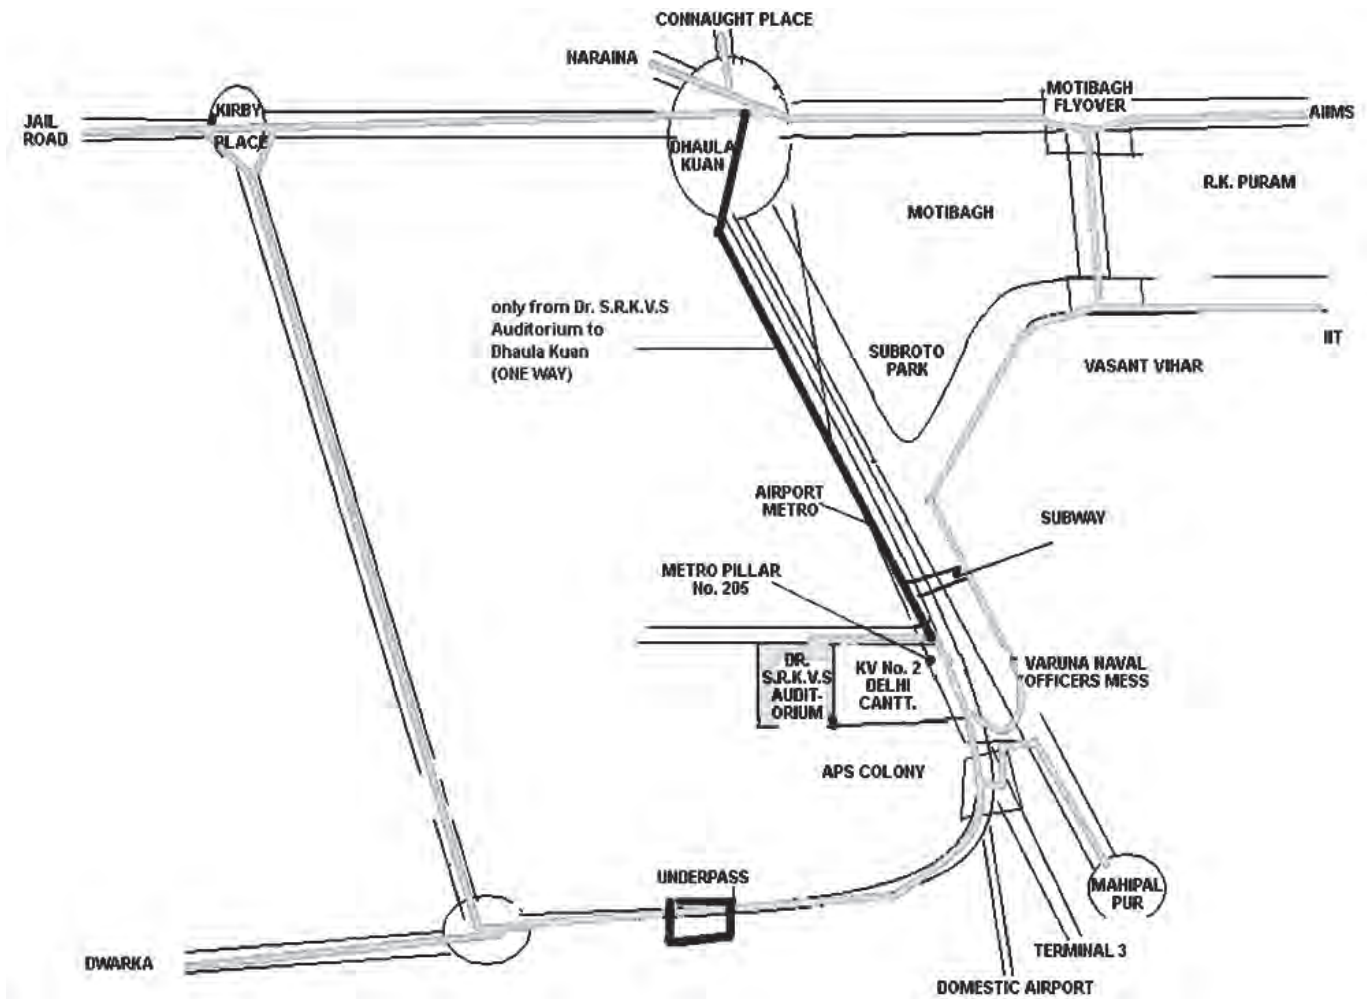 CONNAUGHT PLACE
NARAINA
MOTIBAGH
FLYOVER
KIRBY
PLACE
JAIL
ROAD
AIIMS
DHAULA
KUAN
R.K. PURAM
MOTIBAGH
only from Dr. S.R.K.V.S
Auditorium to
Dhaula Kuan
(ONE WAY)
SUBROTO
PARK
IIT
VASANT VIHAR
AIRPORT
METRO
SUBWAY
METRO PILLAR
No. 205
DR.
S.R.K.V.S
AUDIT-
ORIUM
KV No. 2
DELHI
CANTT.
VARUNA NAVAL
OFFICERS MESS
APS COLONY
UNDERPASS
MAHIPAL
PUR
DWARKA
TERMINAL 3
DOMESTIC AIRPORT